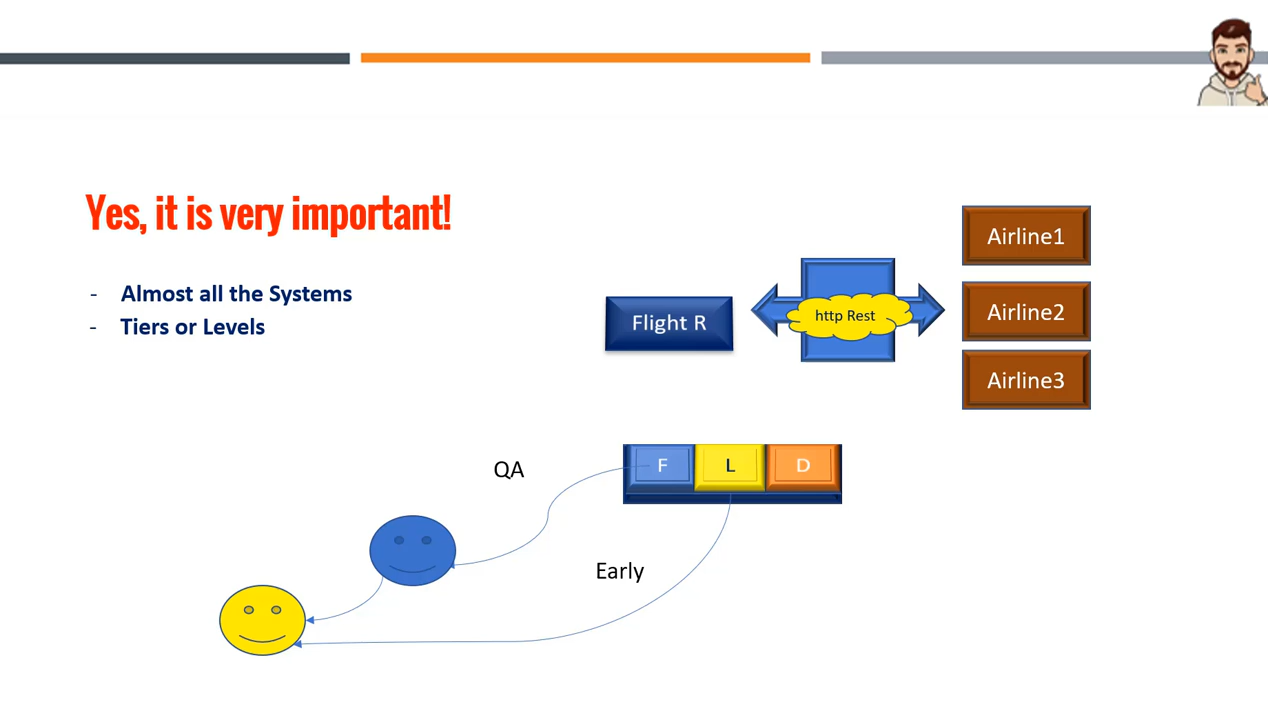 Yes, it is very important!
- Almost all the Systems
- Tiers or Levels
Flight R
http Rest
Airline1
Airline2
Airline3
QA
F
L
D
Early